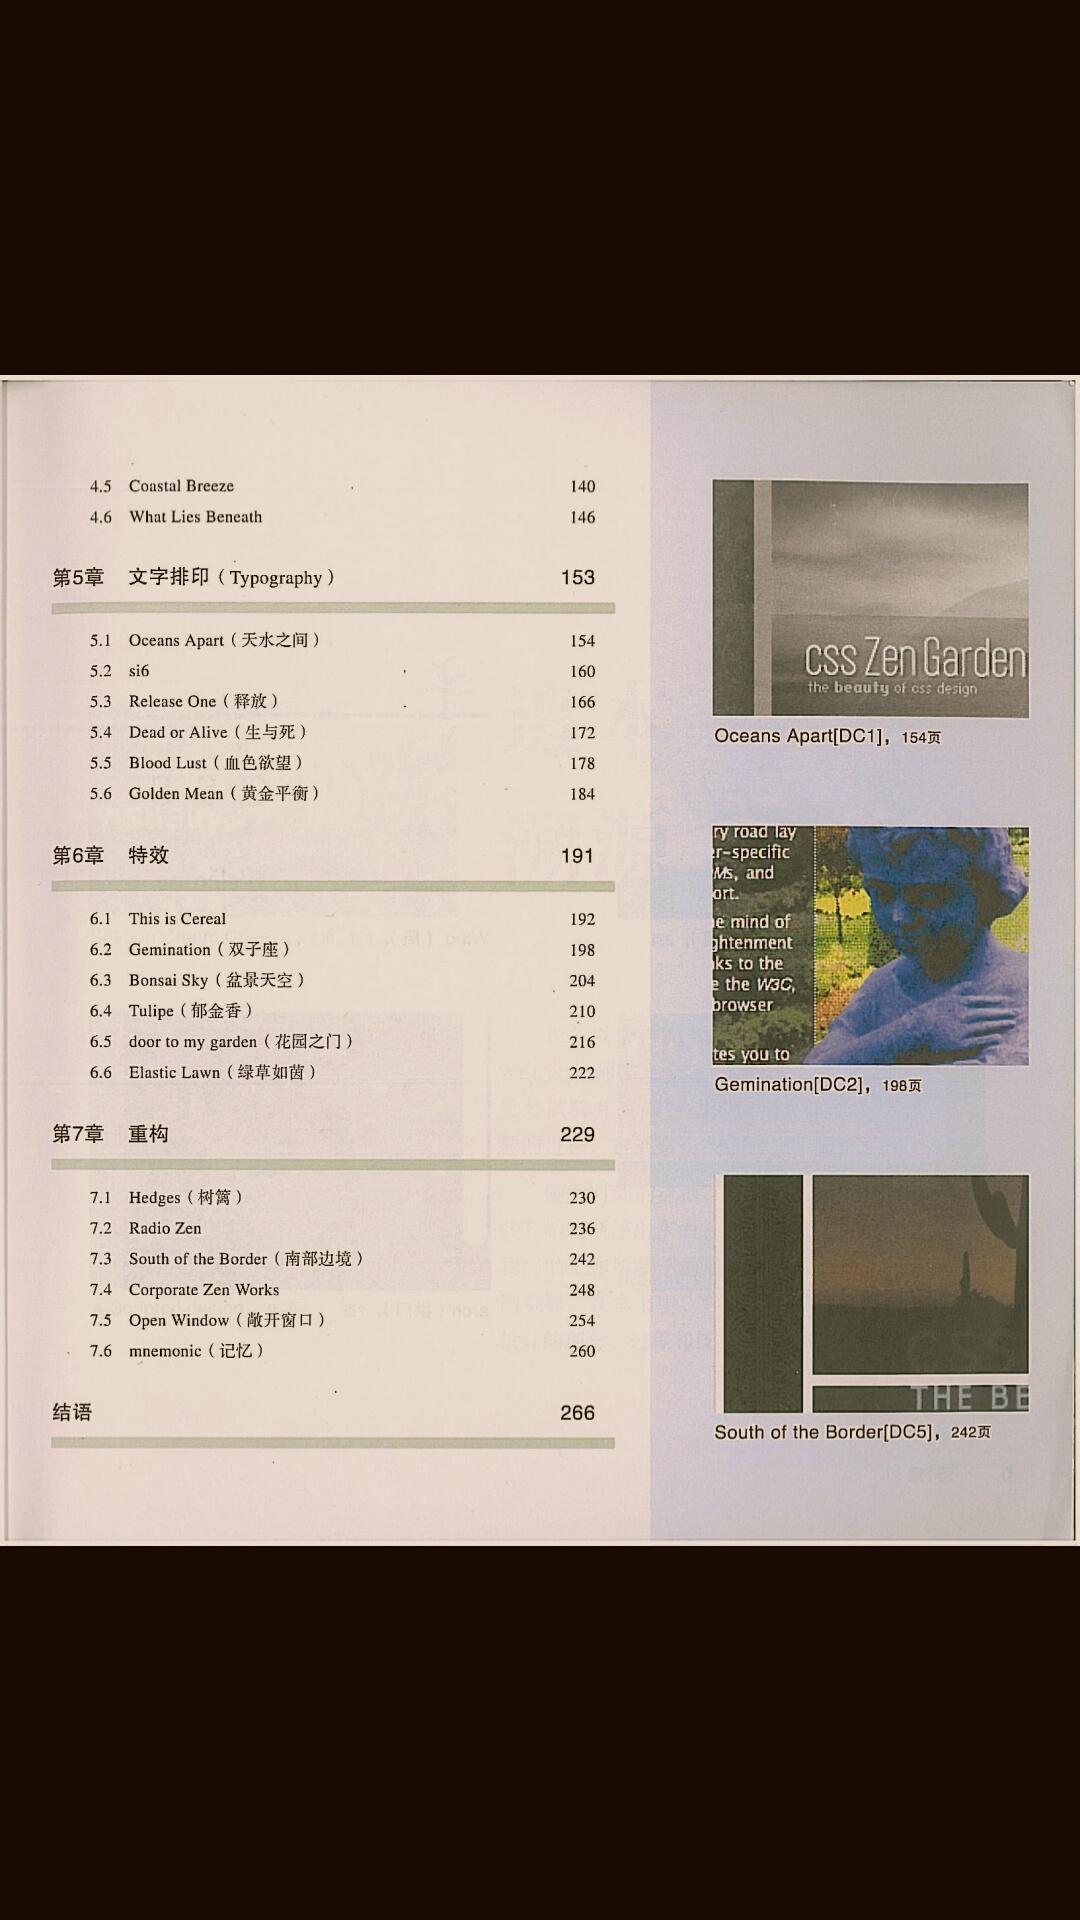 4.5 Coastal Breeze 140
4.6 What Lies Beneath 146
第5章 文字排印（Typography） 153
5.1 Oceans Apart（天水之间） 154
5.2 si6 160
5.3 Release One（释放） 166
5.4 Dead or Alive（生与死） 172
5.5 Blood Lust（血色欲望） 178
5.6 Golden Mean（黄金平衡） 184
第6章 特效 191
6.1 This is Cereal 192
6.2 Gemination（双子座） 198
6.3 Bonsai Sky（盆景天空） 204
6.4 Tulipe（郁金香） 210
6.5 door to my garden（花园之门） 216
6.6 Elastic Lawn（绿草如茵） 222
第7章 重构 229
7.1 Hedges（树篱） 230
7.2 Radio Zen 236
7.3 South of the Border（南部边境） 242
7.4 Corporate Zen Works 248
7.5 Open Window（敞开窗口） 254
7.6 mnemonic（记忆） 260
结语 266
css Zen Garden
the beauty of css design
Oceans Apart[DC1]，154页
ry road lay
er-specific
Ms, and
ort.
e mind of
ghtenment
ks to the
e the W3C,
browser
tes you to
Gemination[DC2]，198页
THE BE
South of the Border[DC5]，242页